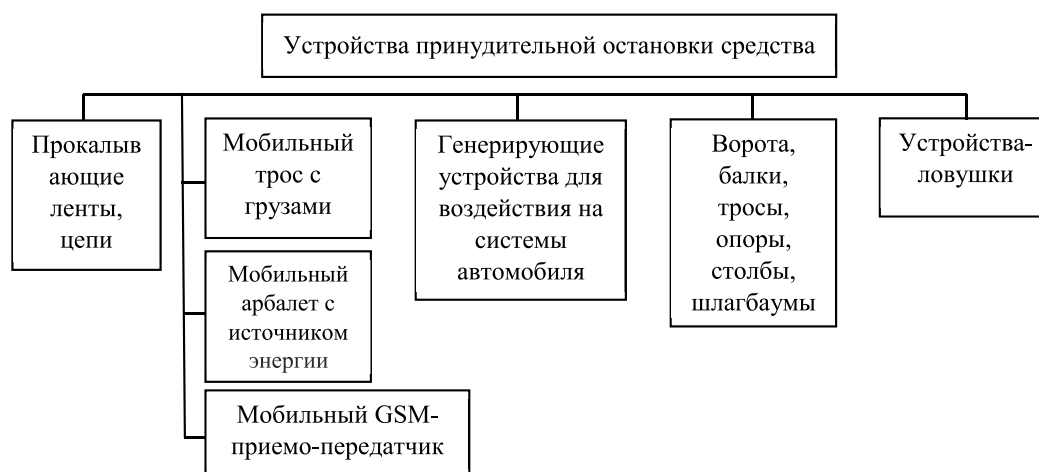 Устройства принудительной остановки средства
Прокалыв
ающие
ленты,
цепи
Мобильный
трос с
грузами
Мобильный
арбалет с
источником
энергии
Мобильный GSM-
приемо-передатчик
Генерирующие
устройства для
воздействия на
системы
автомобиля
Ворота,
балки,
тросы,
опоры,
столбы,
шлагбаумы
Устройства-
ловушки